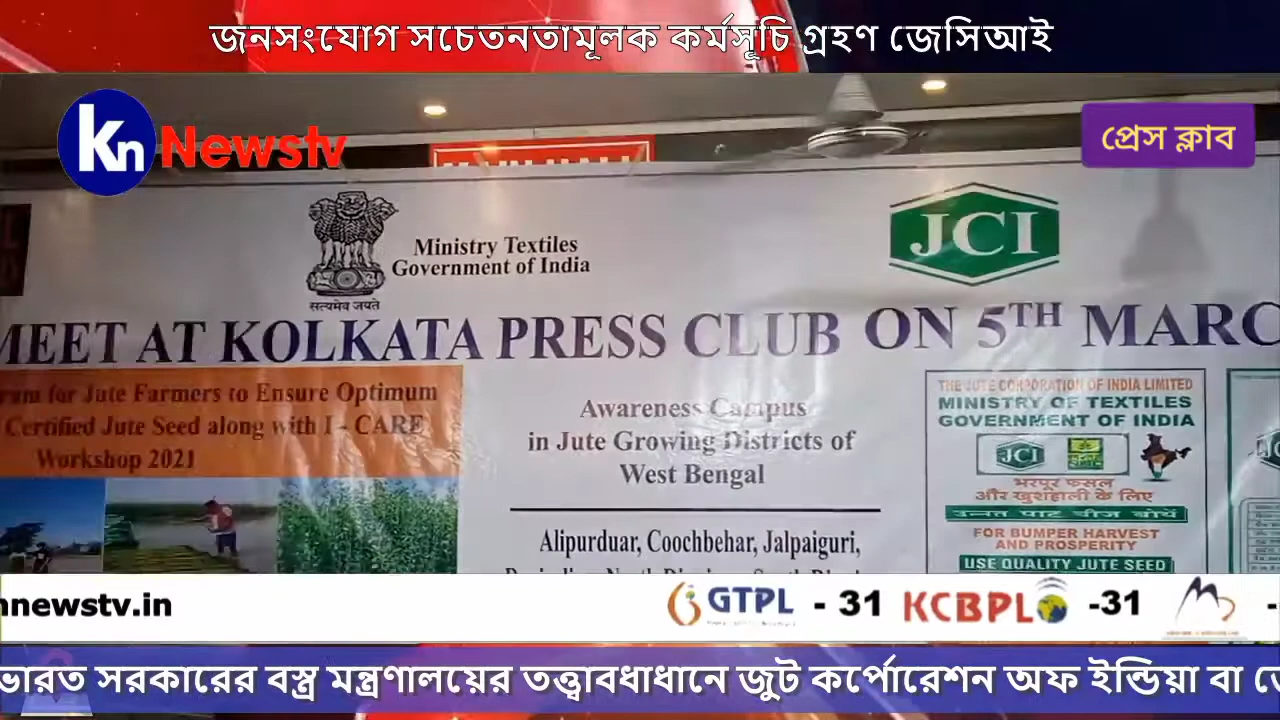 জনসংযোগ সচেতনতামূলক কর্মসূচি গ্রহণ জেসিআই
kn Newstv
প্রেস ক্লাব
Ministry Textiles
Government of India
सत्यमेव जयते
JCI
MEET AT KOLKATA PRESS CLUB ON 5TH MARC
ram for Jute Farmers to Ensure Optimum
Certified Jute Seed along with I - CARE
Workshop 2021
Awareness Campus
in Jute Growing Districts of
West Bengal
Alipurduar, Coochbehar, Jalpaiguri,
THE JUTE CORPORATION OF INDIA LIMITED
MINISTRY OF TEXTILES
GOVERNMENT OF INDIA
JCI
भरपूर फसल
और खुशहाली के लिए
उन्नत पाट बीज बोयें
FOR BUMPER HARVEST
AND PROSPERITY
USE QUALITY JUTE SEED
nnewstv.in
GTPL - 31 KCBPL -31
ভারত সরকারের বস্ত্র মন্ত্রণালয়ের তত্ত্বাবধাধানে জুট কর্পোরেশন অফ ইন্ডিয়া বা জে